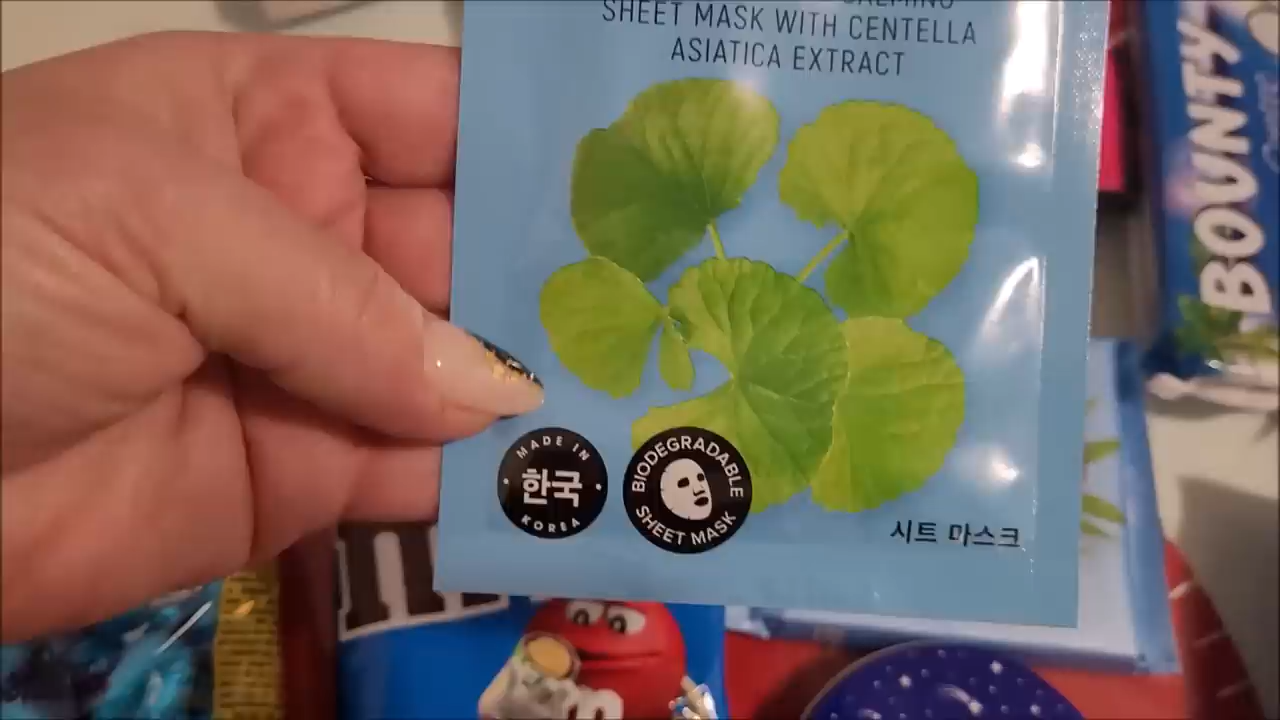 SHEET MASK WITH CENTELLA
ASIATICA EXTRACT
MADE IN
한국
KOREA
BIODEGRADABLE
SHEET MASK
시트 마스크
BOUNTY